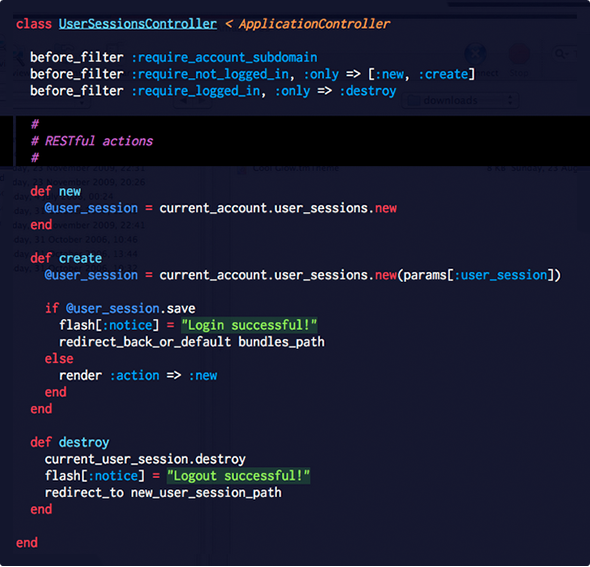 class UserSessionsController < ApplicationController
before_filter :require_account_subdomain
before_filter :require_not_logged_in, :only => [:new, :create]
before_filter :require_logged_in, :only => :destroy
#
# RESTful actions
#
def new
@user_session = current_account.user_sessions.new
end
def create
@user_session = current_account.user_sessions.new(params[:user_session])
if @user_session.save
flash[:notice] = "Login successful!"
redirect_back_or_default bundles_path
else
render :action => :new
end
end
def destroy
current_user_session.destroy
flash[:notice] = "Logout successful!"
redirect_to new_user_session_path
end
end